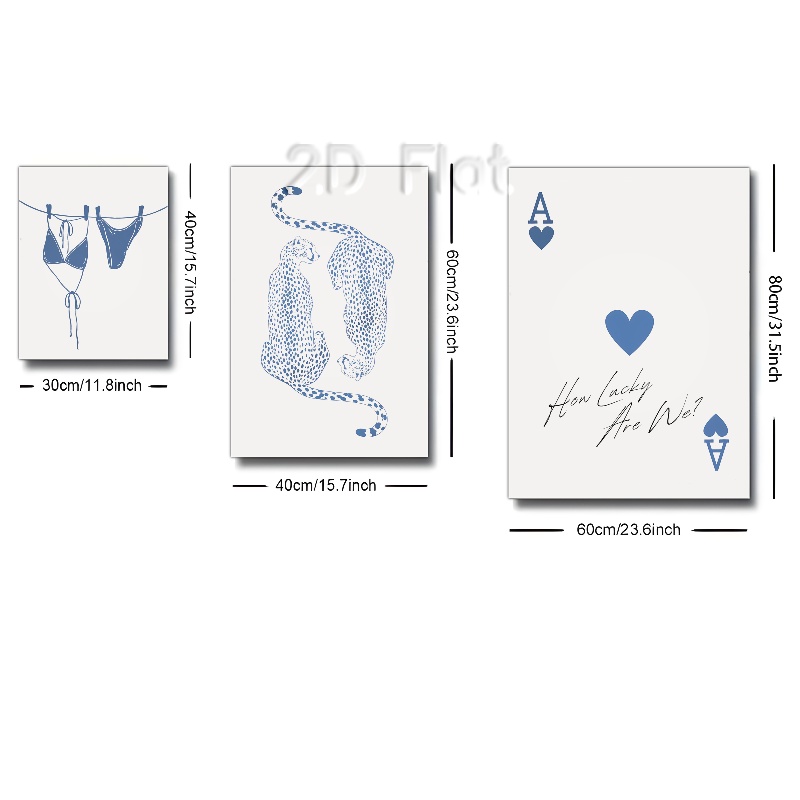 2D Flat
40cm/15.7inch
30cm/11.8inch
60cm/23.6inch
40cm/15.7inch
A
How Lucky
Are We?
A
80cm/31.5inch
60cm/23.6inch